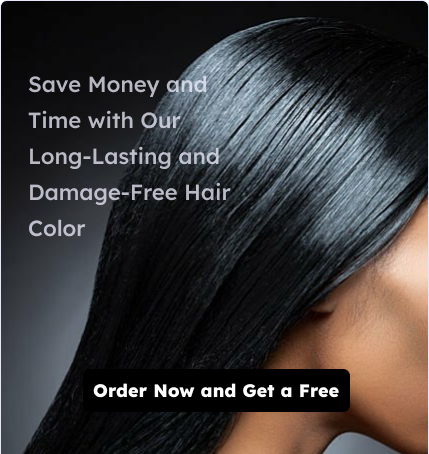 Save Money and
Time with Our
Long-Lasting and
Damage-Free Hair
Color
Order Now and Get a Free